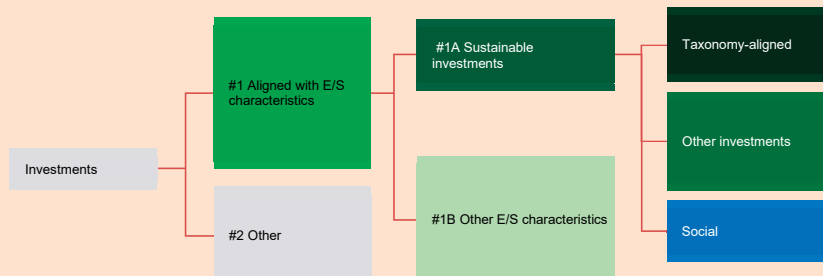 Investments
#1 Aligned with E/S
characteristics
#2 Other
#1A Sustainable
investments
#1B Other E/S characteristics
Taxonomy-aligned
Other investments
Social